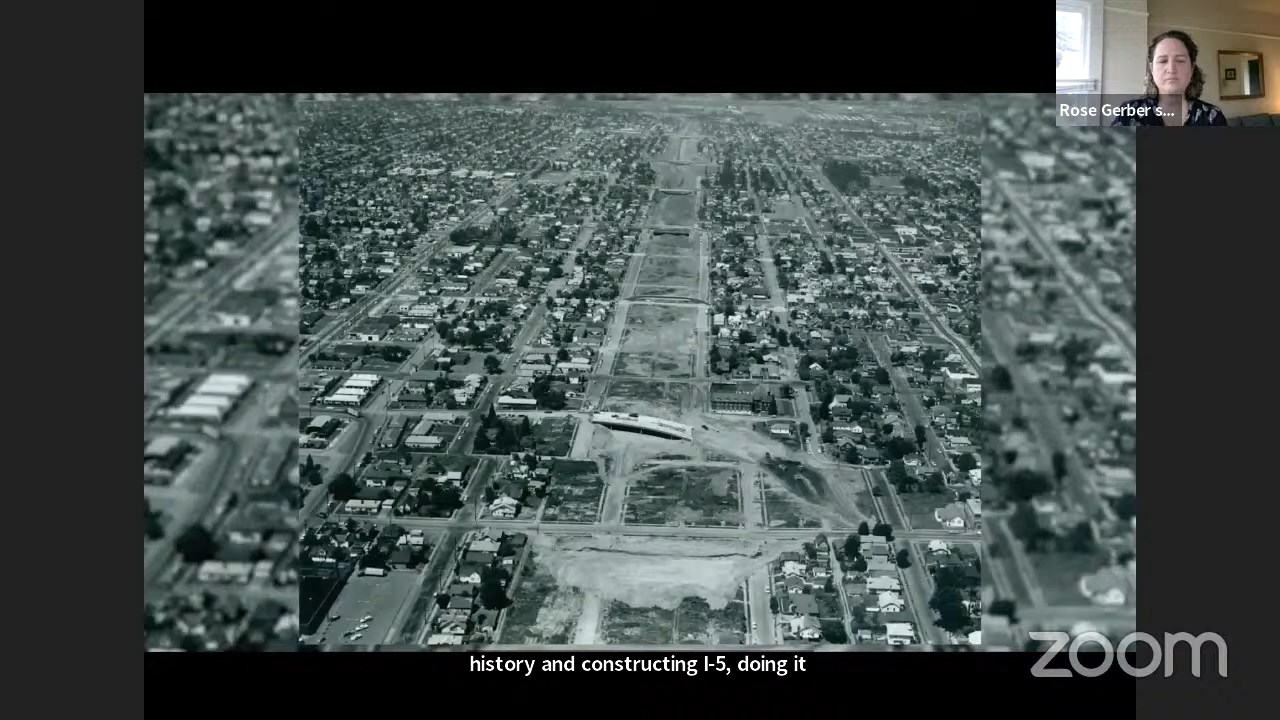 Rose Gerber s...
history and constructing I-5, doing it
zoom